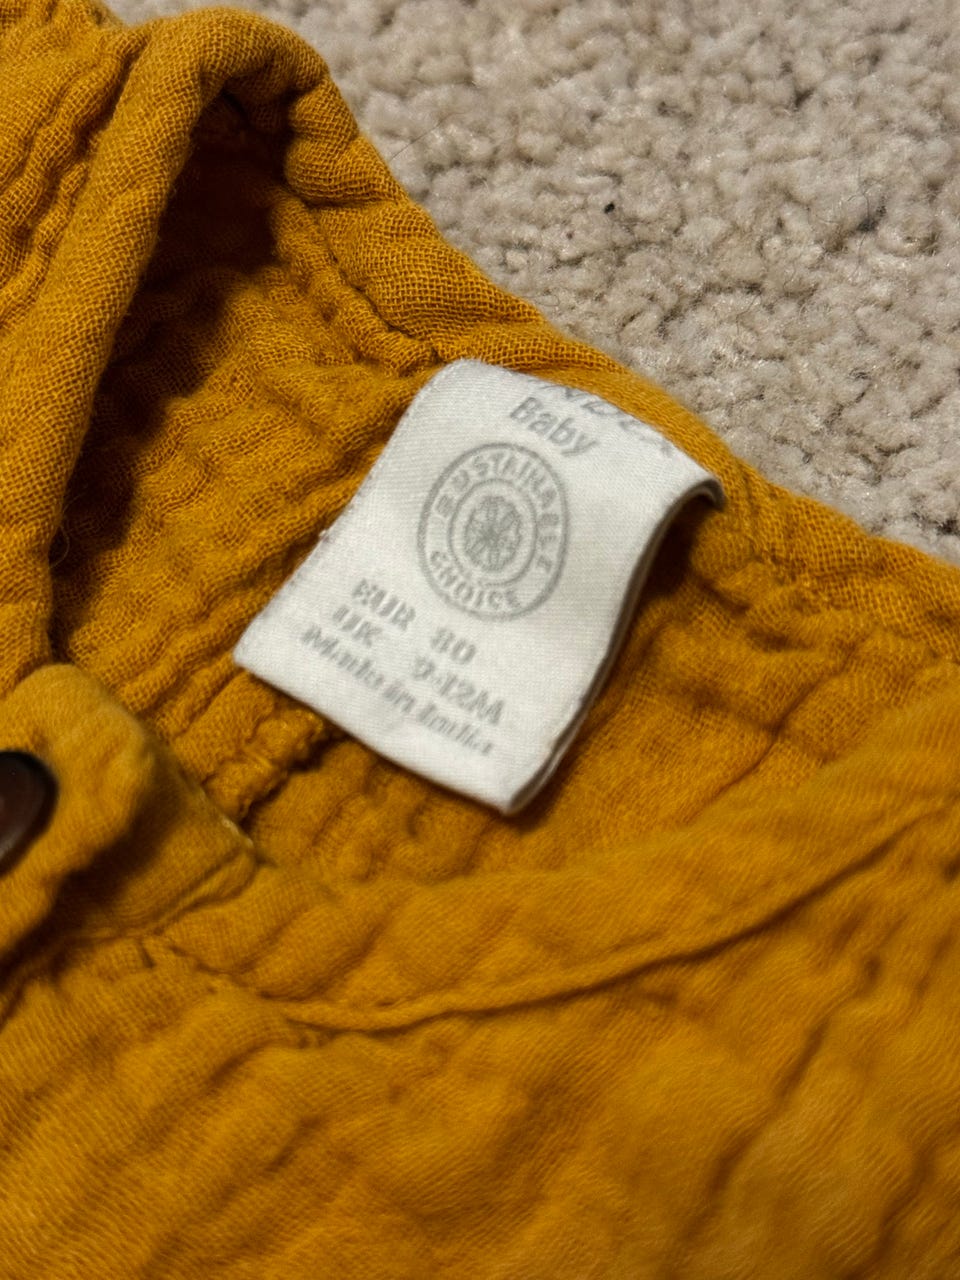 Baby
SUSTAINABLE
CHOICE
EUR 80
UK 9-12M
Made in India